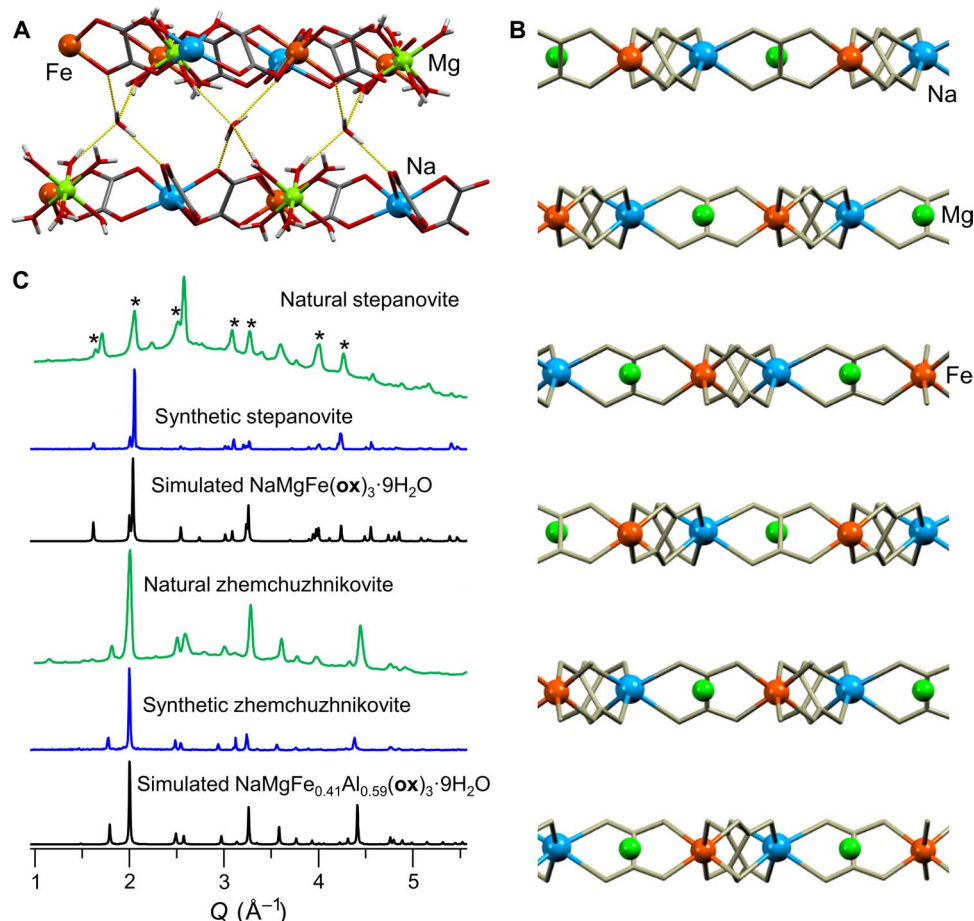 A
Fe
Mg
Na
B
Na
Mg
Fe
C
Natural stepanovite
* * * * * * *
Synthetic stepanovite
Simulated NaMgFe(ox)₃·9H₂O
Natural zhemchuzhnikovite
Synthetic zhemchuzhnikovite
Simulated NaMgFe₀.₄₁Al₀.₅₉(ox)₃·9H₂O
1 2 3 4 5
Q (Å⁻¹)